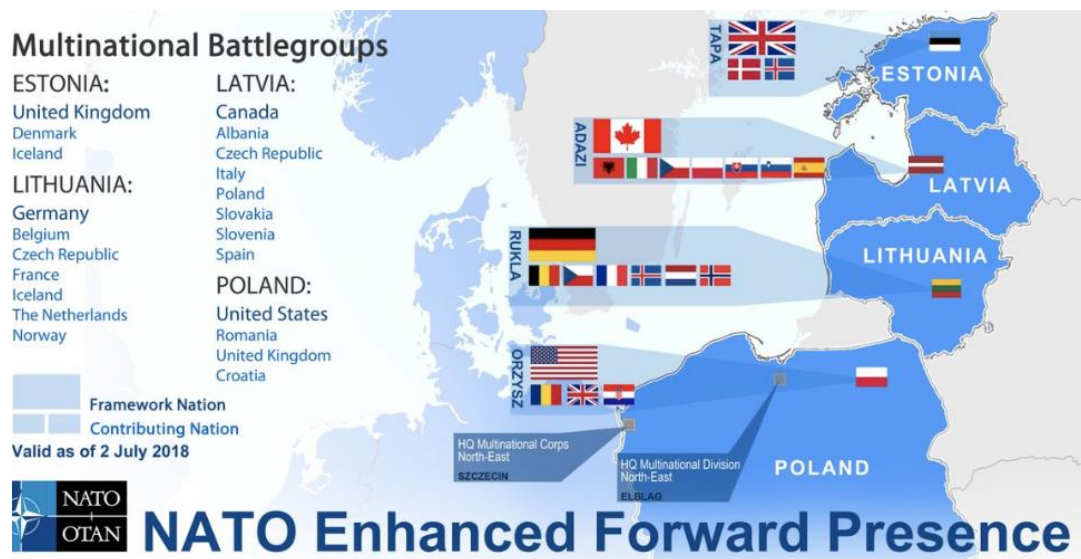 Multinational Battlegroups
ESTONIA:
United Kingdom
Denmark
Iceland
LITHUANIA:
Germany
Belgium
Czech Republic
France
Iceland
The Netherlands
Norway
LATVIA:
Canada
Albania
Czech Republic
Italy
Poland
Slovakia
Slovenia
Spain
POLAND:
United States
Romania
United Kingdom
Croatia
Framework Nation
Contributing Nation
Valid as of 2 July 2018
TAPA
ESTONIA
ADAZI
LATVIA
RUKLA
LITHUANIA
ORZYSZ
HQ Multinational Corps
North-East
SZCZECIN
HQ Multinational Division
North-East
ELBLAG
POLAND
NATO
OTAN
NATO Enhanced Forward Presence